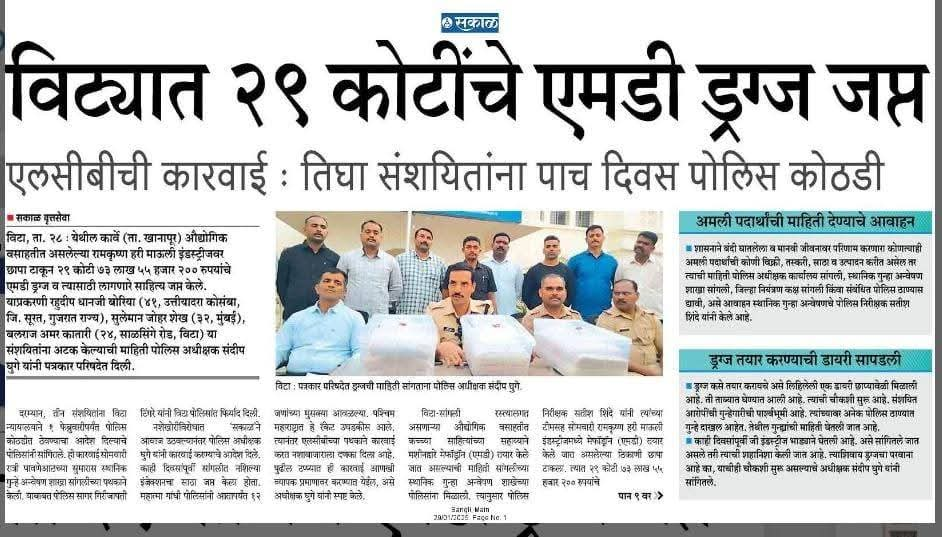 सकाळ
विट्यात २९ कोटींचे एमडी ड्रग्ज जप्त
एलसीबीची कारवाई : तिघा संशयितांना पाच दिवस पोलिस कोठडी
सकाळ वृत्तसेवा
विटा, ता. २८ : येथील कार्वे (ता. खानापूर) औद्योगिक
वसाहतीत असलेल्या रामकृष्ण हरी माऊली इंडस्ट्रीजवर
छापा टाकून २९ कोटी ७३ लाख ५५ हजार २०० रुपयांचे
एमडी ड्रग्ज व त्यासाठी लागणारे साहित्य जप्त केले.
याप्रकरणी रहुदीप धानजी बोरिचा (४१, उत्तीयादरा कोसंबा,
जि. सूरत, गुजरात राज्य), सुलेमान जोहर शेख (३२, मुंबई),
बलराज अमर कातारी (२४, साळसिंगे रोड, विटा) या
संशयितांना अटक केल्याची माहिती पोलिस अधीक्षक संदीप
घुगे यांनी पत्रकार परिषदेत दिली.
विटा : पत्रकार परिषदेत ड्रग्जची माहिती सांगताना पोलिस अधीक्षक संदीप घुगे.
दरम्यान, तीन संशयितांना विटा
न्यायालयाने १ फेब्रुवारीपर्यंत पोलिस
कोठडीत ठेवण्याचा आदेश दिल्याचे
पोलिसांनी सांगितले. ही कारवाई सोमवारी
रात्री पावणेआठच्या सुमारास स्थानिक
गुन्हे अन्वेषण शाखा सांगलीच्या पथकाने
केली. याबाबत पोलिस सागर गिरीजापती
टिंगरे यांनी विटा पोलिसांत फिर्याद दिली.
नशेखोरीविरोधात 'सकाळ'ने
आवाज उठवल्यानंतर पोलिस अधीक्षक
घुगे यांनी कारवाई करण्याचे आदेश दिले.
काही दिवसांपूर्वी सांगलीत नशिल्या
इंजेक्शनचा साठा जप्त केला होता.
महात्मा गांधी पोलिसांनी आतापर्यंत १२
जणांच्या मुसक्या आवळल्या. पश्चिम
महाराष्ट्रात हे रॅकेट उघडकीस आले.
त्यानंतर एलसीबीच्या पथकाने कारवाई
करत नशाबाजाराला दणका दिला आहे.
पुढील टप्प्यात ही कारवाई आणखी
व्यापक प्रमाणावर करण्यात येईल, असे
अधीक्षक घुगे यांनी स्पष्ट केले.
विटा-सांगली रस्त्यालगत
असणाऱ्या औद्योगिक वसाहतीत
कच्च्या साहित्यांच्या सहाय्याने
मशीनद्वारे मेफॉड्रॉन (एमडी) तयार
केले जात असल्याची माहिती सांगलीच्या
स्थानिक गुन्हे अन्वेषण शाखेच्या
पोलिसांना मिळाली. त्यानुसार पोलिस
निरीक्षक सतीश शिंदे यांनी त्यांच्या
टीमसह सोमवारी रामकृष्ण हरी माऊली
इंडस्ट्रीजमध्ये मेफॉड्रॉन (एमडी) तयार
केले जात असलेल्या ठिकाणी छापा
टाकला. त्यात २९ कोटी ७३ लाख ५५
हजार २०० रुपयांचे
पान ९ वर
अमली पदार्थांची माहिती देण्याचे आवाहन
शासनाने बंदी घातलेला व मानवी जीवनावर परिणाम करणारा कोणताही
अमली पदार्थांची कोणी विक्री, तस्करी, साठा व उत्पादन करीत असेल तर
त्याची माहिती पोलिस अधीक्षक कार्यालय सांगली, स्थानिक गुन्हा अन्वेषण
शाखा सांगली, जिल्हा नियंत्रण कक्ष सांगली किंवा संबंधित पोलिस ठाण्यास
द्यावी, असे आवाहन स्थानिक गुन्हे अन्वेषणचे पोलिस निरीक्षक सतीश
शिंदे यांनी केले आहे.
ड्रग्ज तयार करण्याची डायरी सापडली
ड्रग्ज कसे तयार करायचे असे लिहिलेली एक डायरी छाप्यावेळी मिळाली
आहे. ती ताब्यात घेण्यात आली आहे. त्याची चौकशी सुरू आहे. संशयित
आरोपींची गुन्हेगारीची पार्श्वभूमी आहे. त्यांच्यावर अनेक पोलिस ठाण्यात
गुन्हे दाखल आहेत. तेथील गुन्ह्यांची माहिती घेतली जात आहे.
काही दिवसांपूर्वी जी इंडस्ट्रीज भाड्याने घेतली आहे. असे सांगितले जात
असले तरी त्याची शहानिशा केली जात आहे. त्याशिवाय ड्रग्जचा परवाना
आहे का, याचीही चौकशी सुरू असल्याचे अधीक्षक संदीप घुगे यांनी
सांगितले.
Sangli, Main
29/01/2025 Page No. 1